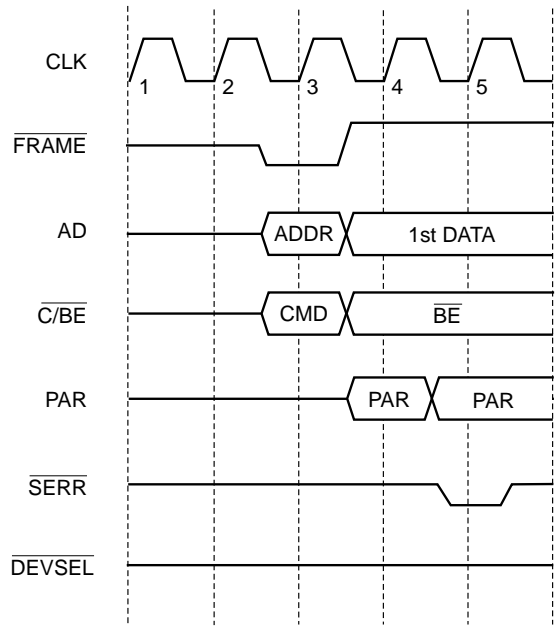 CLK
1 2 3 4 5
FRAME
AD ADDR 1st DATA
C/BE CMD BE
PAR PAR PAR
SERR
DEVSEL